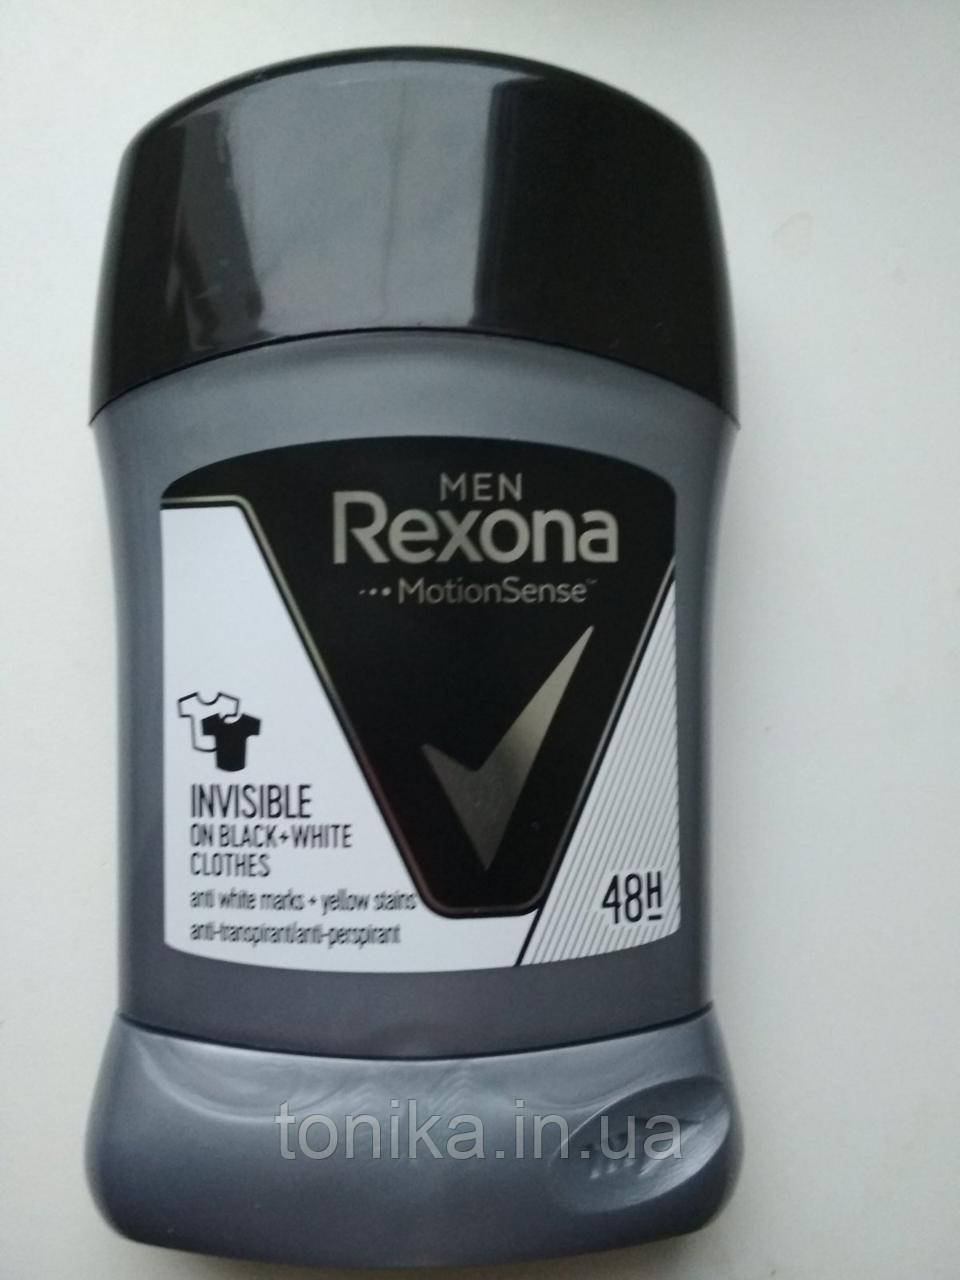 MEN
Rexona
MotionSense™
INVISIBLE
ON BLACK+WHITE
CLOTHES
anti white marks + yellow stains
anti-transpirant/anti-perspirant
48H
tonika.in.ua